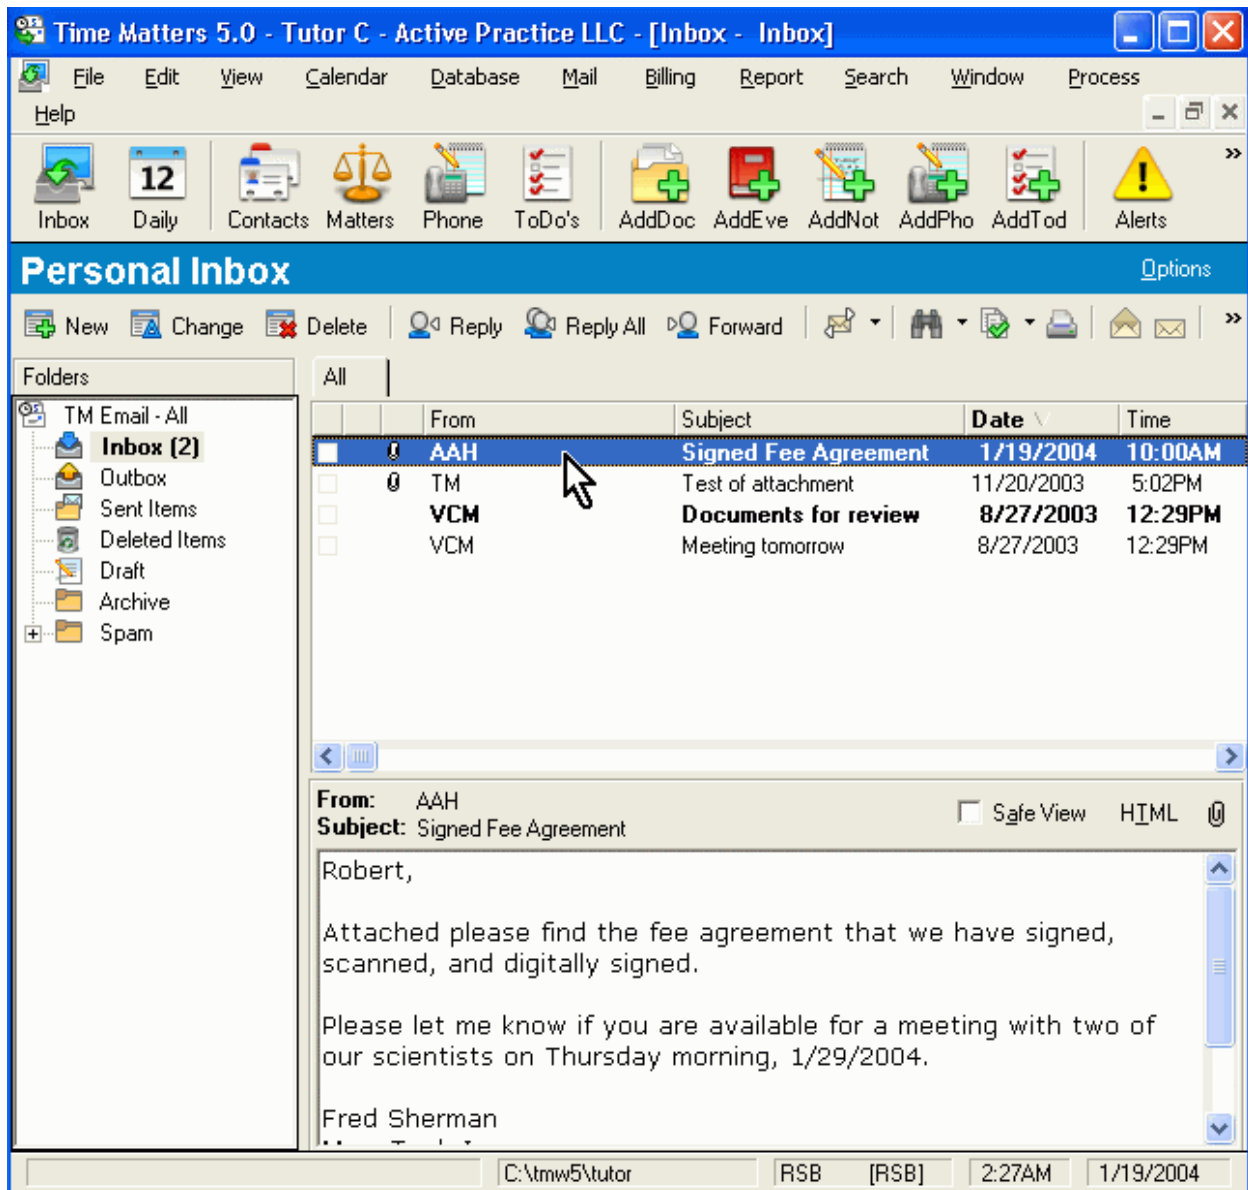 Time Matters 5.0 - Tutor C - Active Practice LLC - [Inbox - Inbox]
File Edit View Calendar Database Mail Billing Report Search Window Process
Help
12
Inbox Daily Contacts Matters Phone ToDo's AddDoc AddEve AddNot AddPho AddTod Alerts
Personal Inbox Options
New Change Delete Reply Reply All Forward
Folders All
TM Email - All From Subject Date Time
Inbox (2) AAH Signed Fee Agreement 1/19/2004 10:00AM
Outbox TM Test of attachment 11/20/2003 5:02PM
Sent Items VCM Documents for review 8/27/2003 12:29PM
Deleted Items VCM Meeting tomorrow 8/27/2003 12:29PM
Draft
Archive
Spam
From: AAH
Subject: Signed Fee Agreement
Safe View HTML
Robert,
Attached please find the fee agreement that we have signed,
scanned, and digitally signed.
Please let me know if you are available for a meeting with two of
our scientists on Thursday morning, 1/29/2004.
Fred Sherman
C:\tmw5\tutor RSB [RSB] 2:27AM 1/19/2004